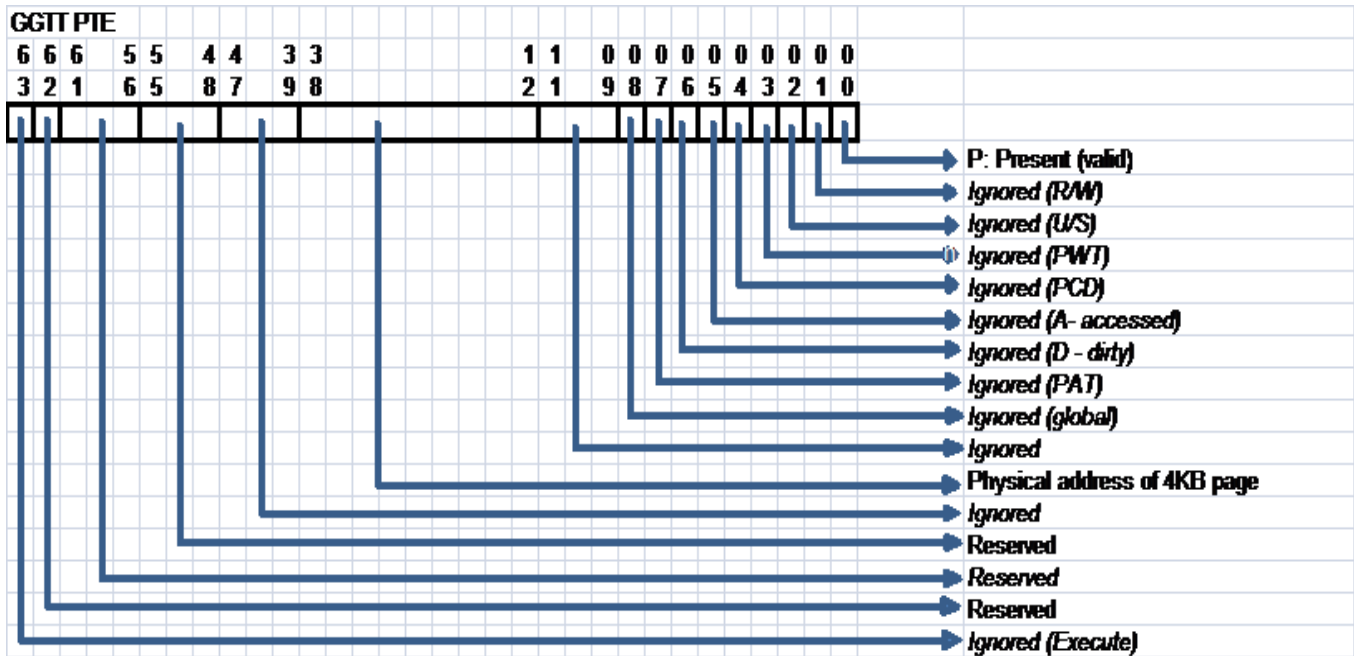 GGTT PTE
6 6 6 5 5 4 4 3 3 1 1 0 0 0 0 0 0 0 0 0 0
3 2 1 6 5 8 7 9 8 2 1 9 8 7 6 5 4 3 2 1 0
P: Present (valid)
Ignored (R/W)
Ignored (U/S)
Ignored (PWT)
Ignored (PCD)
Ignored (A- accessed)
Ignored (D - dirty)
Ignored (PAT)
Ignored (global)
Ignored
Physical address of 4KB page
Ignored
Reserved
Reserved
Reserved
Ignored (Execute)